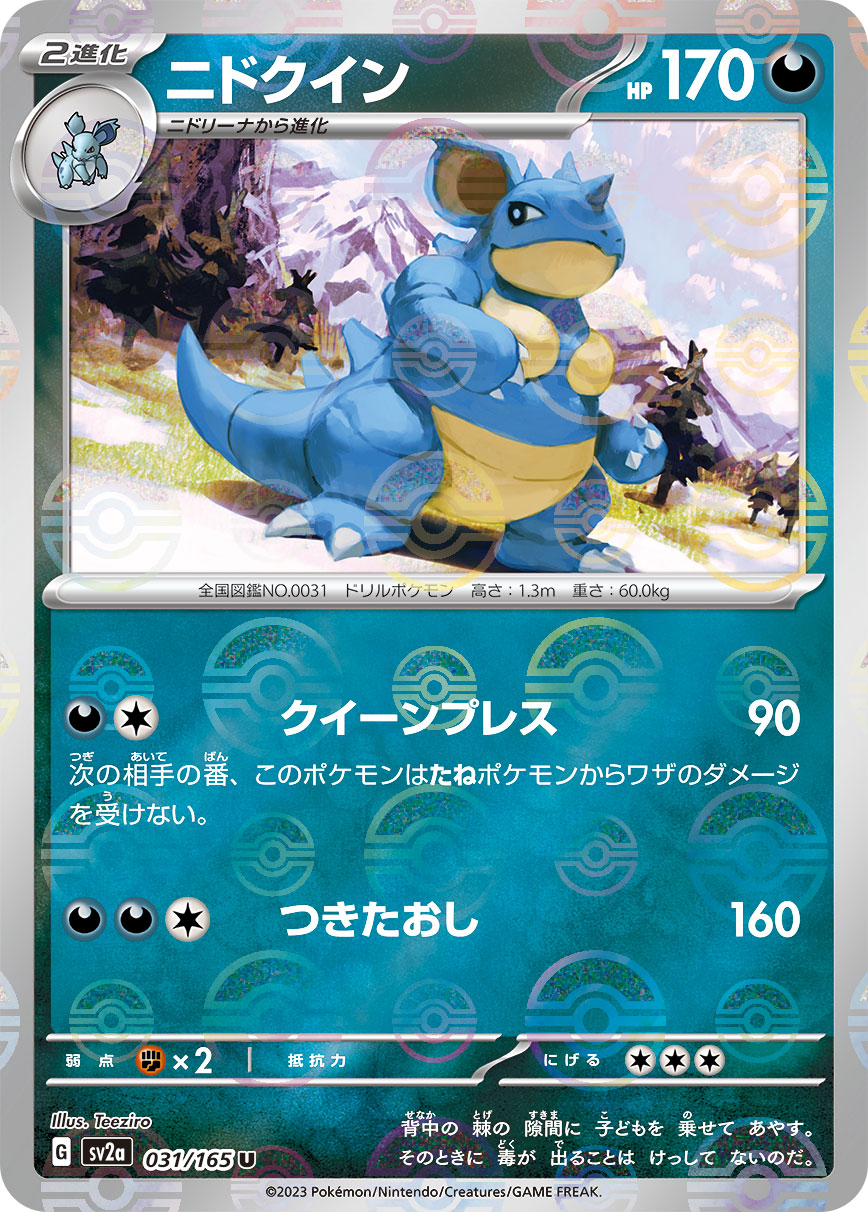 2進化
ニドクイン
HP 170
ニドリーナから進化
全国図鑑NO.0031 ドリルポケモン 高さ:1.3m 重さ:60.0kg
クイーンプレス 90
次の相手の番、このポケモンはたねポケモンからワザのダメージ
を受けない。
つきたおし 160
弱点 ×2 抵抗力 にげる
Illus. Teeziro
G sv2a 031/165 U
背中の 棘の 隙間に 子どもを 乗せて あやす。
そのときに 毒が 出ることは けっして ないのだ。
©2023 Pokémon/Nintendo/Creatures/GAME FREAK.